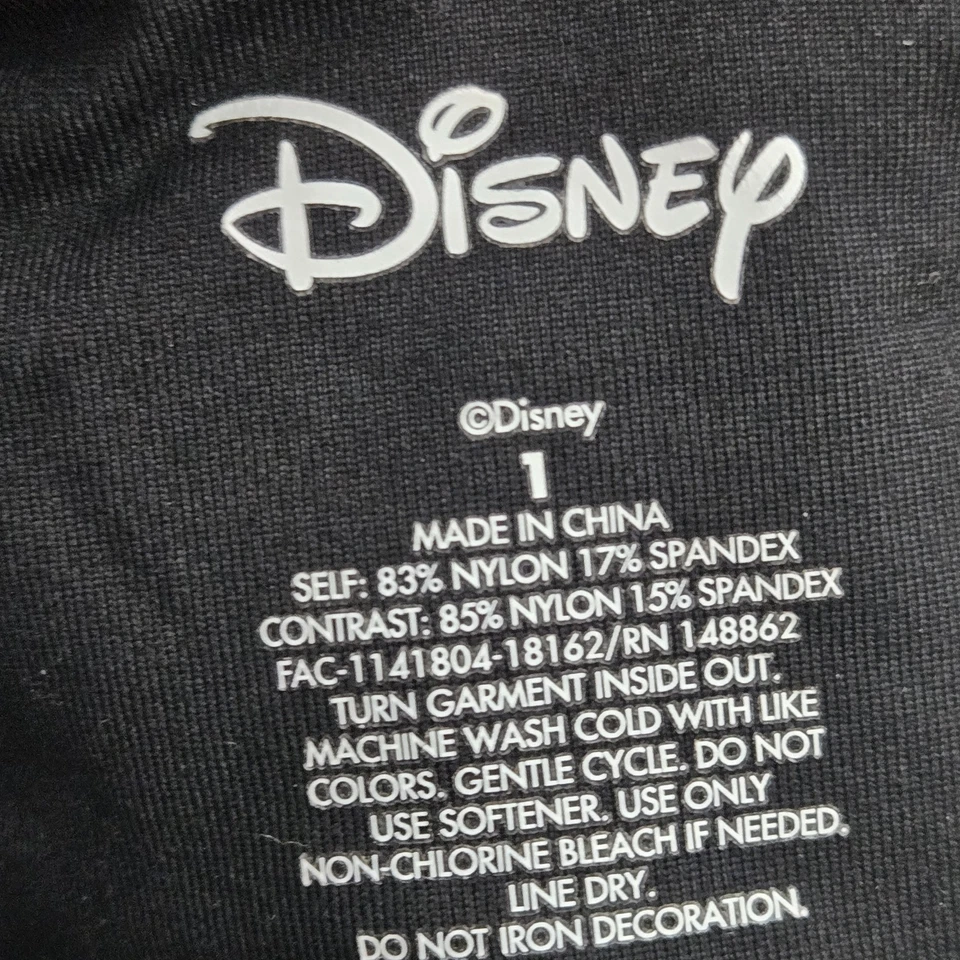 Disney
©Disney
1
MADE IN CHINA
SELF: 83% NYLON 17% SPANDEX
CONTRAST: 85% NYLON 15% SPANDEX
FAC-1141804-18162/RN 148862
TURN GARMENT INSIDE OUT.
MACHINE WASH COLD WITH LIKE
COLORS. GENTLE CYCLE. DO NOT
USE SOFTENER. USE ONLY
NON-CHLORINE BLEACH IF NEEDED.
LINE DRY.
DO NOT IRON DECORATION.